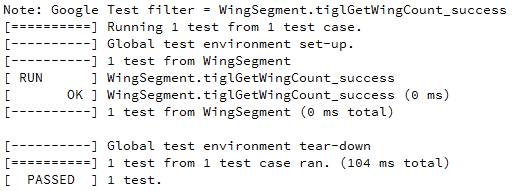 Note: Google Test filter = WingSegment.tiglGetWingCount_success
[==========] Running 1 test from 1 test case.
[----------] Global test environment set-up.
[----------] 1 test from WingSegment
[ RUN      ] WingSegment.tiglGetWingCount_success
[       OK ] WingSegment.tiglGetWingCount_success (0 ms)
[----------] 1 test from WingSegment (0 ms total)

[----------] Global test environment tear-down
[==========] 1 test from 1 test case ran. (104 ms total)
[  PASSED  ] 1 test.